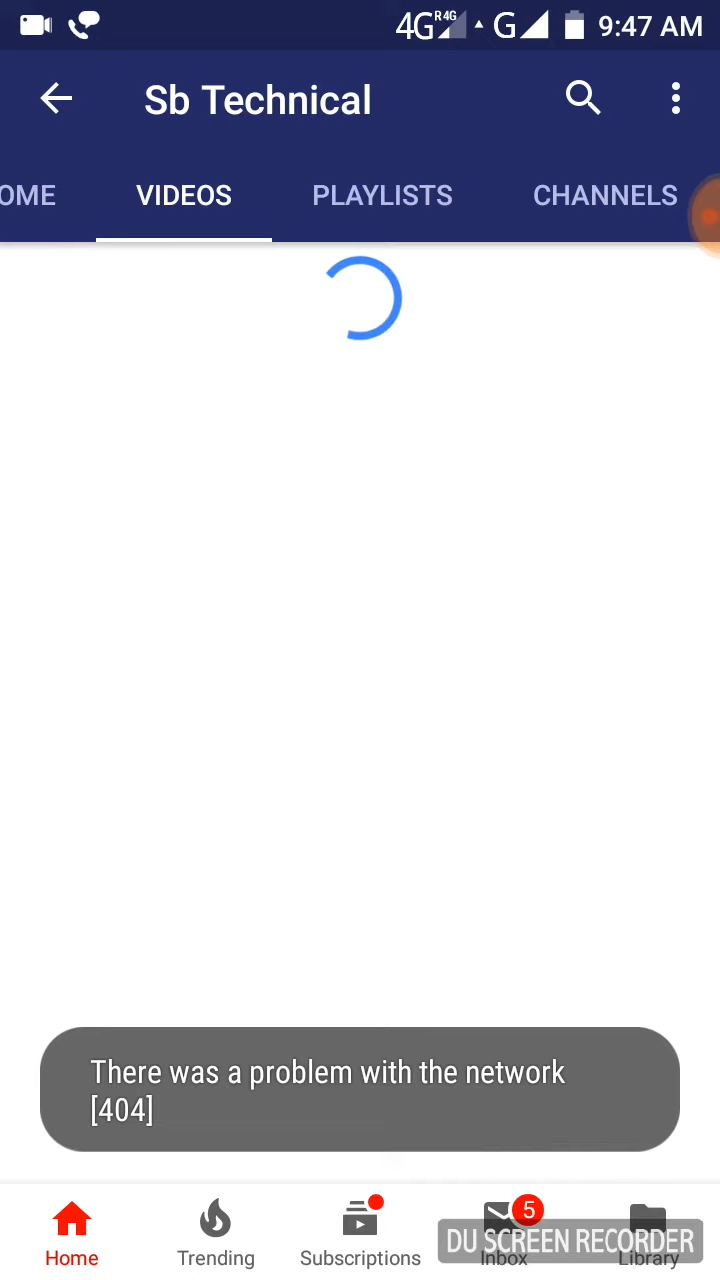 4G R4G G 9:47 AM
Sb Technical
OME VIDEOS PLAYLISTS CHANNELS
There was a problem with the network
[404]
5
Home Trending Subscriptions Inbox Library
DU SCREEN RECORDER